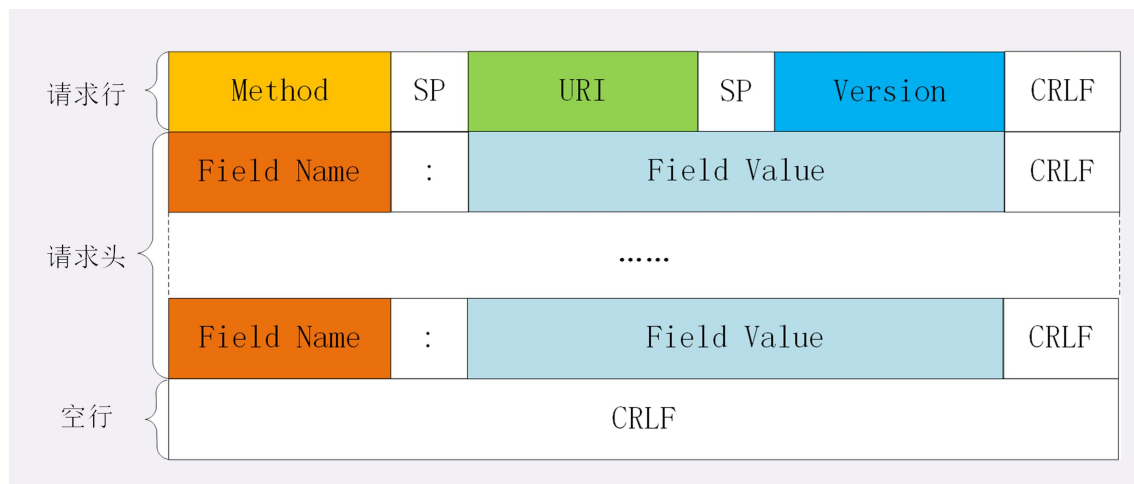 请求行 Method SP URI SP Version CRLF
Field Name : Field Value CRLF
请求头 ……
Field Name : Field Value CRLF
空行 CRLF